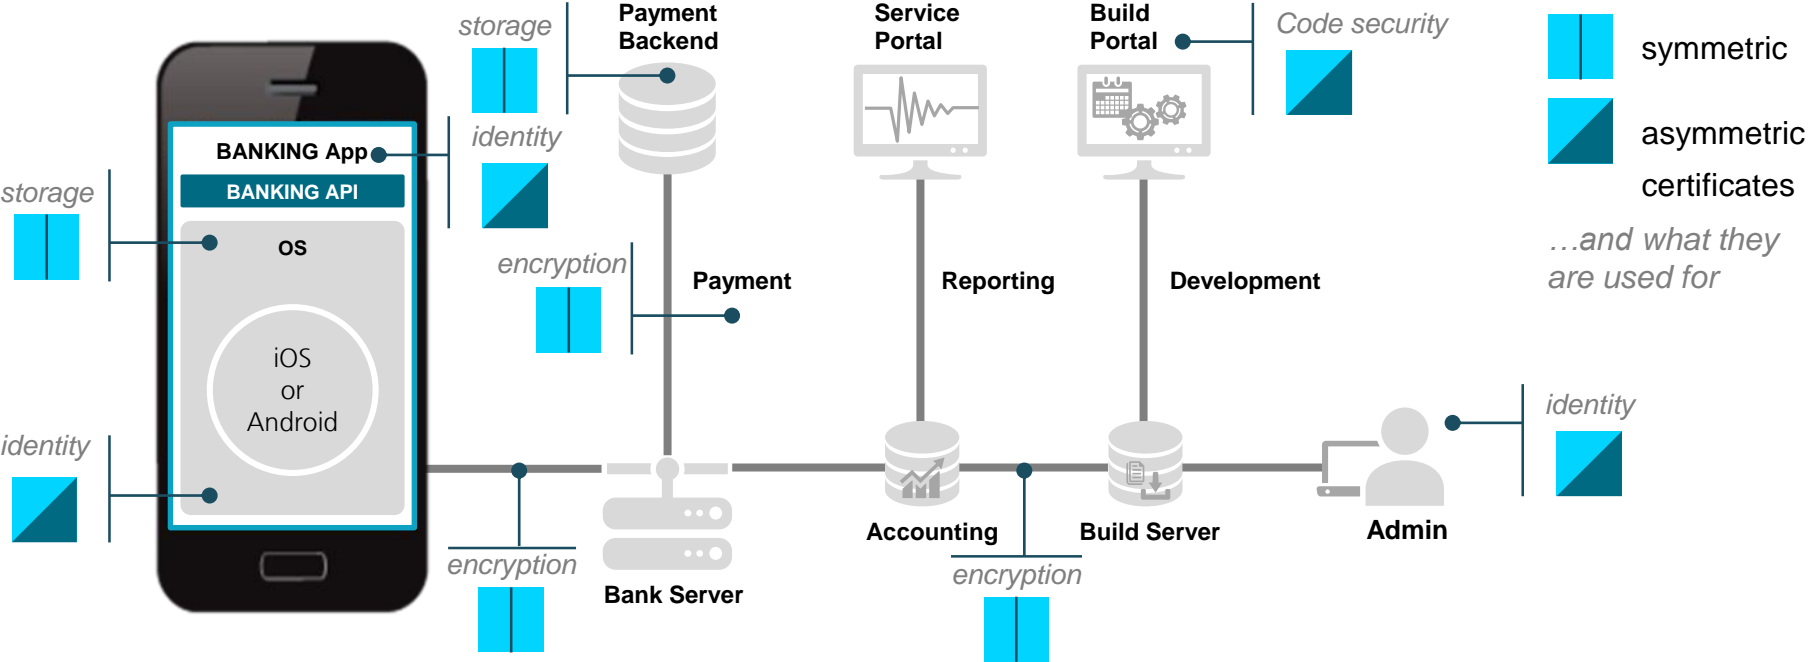 storage
Payment
Backend
Service
Portal
Build
Portal
Code security
symmetric
identity
asymmetric
certificates
…and what they
are used for
BANKING App
BANKING API
storage
OS
encryption
Payment
Reporting
Development
iOS
or
Android
identity
identity
Accounting
Build Server
Admin
encryption
encryption
Bank Server